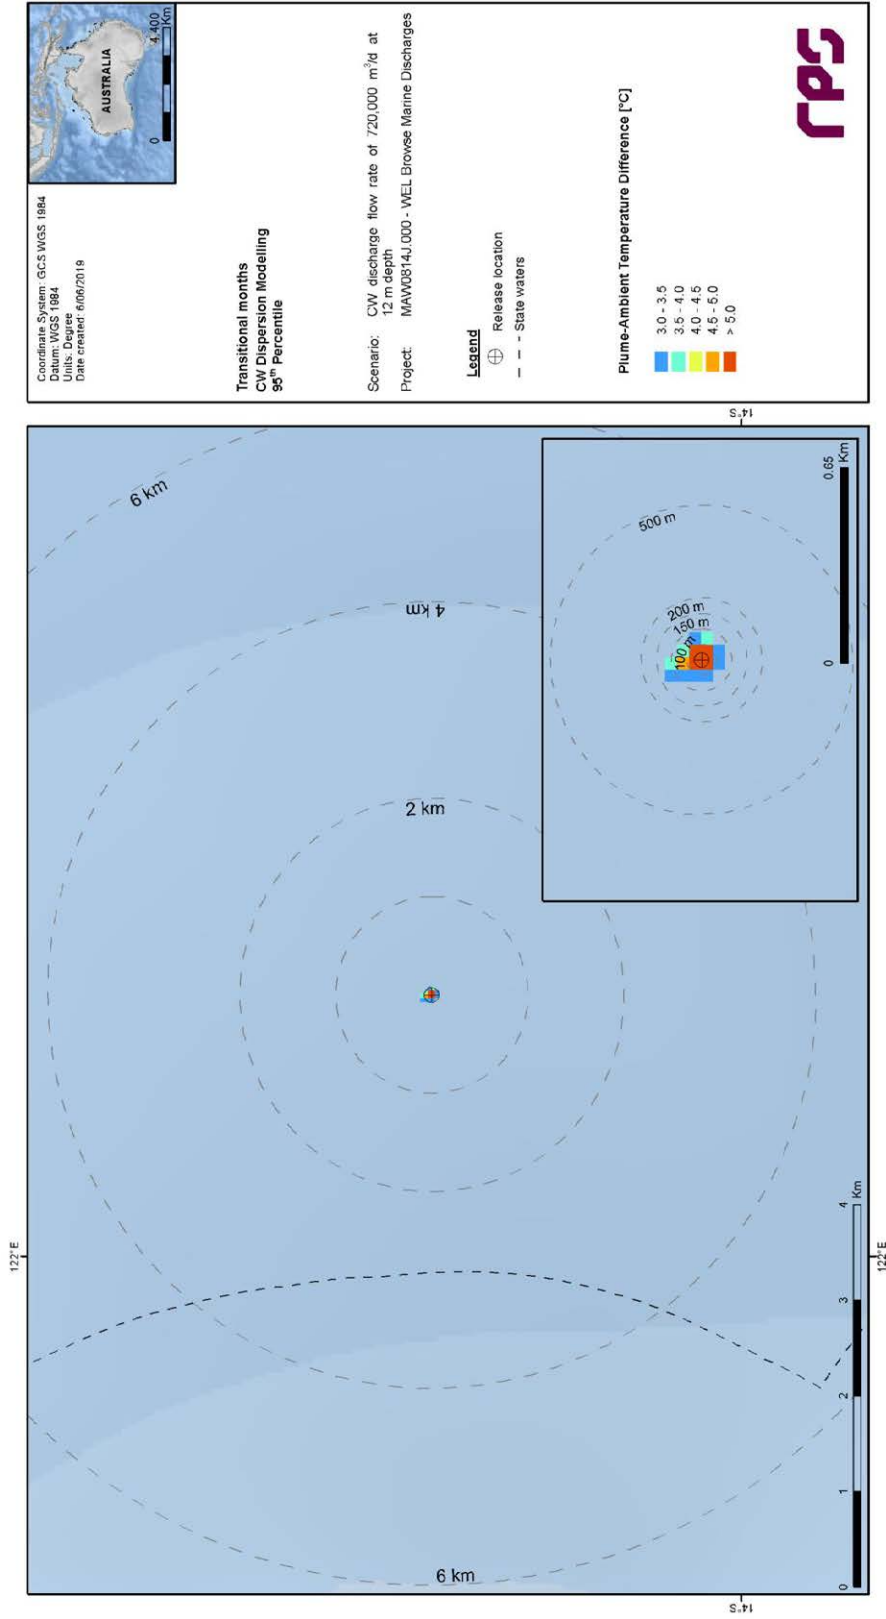 Coordinate System: GCS WGS 1984
Datum: WGS 1984
Units: Degree
Date created: 6/06/2019
AUSTRALIA
0
4,400
Km
Transitional months
CW Dispersion Modelling
95th Percentile
Scenario: CW discharge flow rate of 720,000 m³/d at
12 m depth
Project: MAW0814J.000 - WEL Browse Marine Discharges
Legend
Release location
State waters
Plume-Ambient Temperature Difference [°C]
3.0 - 3.5
3.5 - 4.0
4.0 - 4.5
4.5 - 5.0
> 5.0
rps
122°E
122°E
14°S
14°S
6 km
4 km
2 km
6 km
500 m
200 m
150 m
100 m
0
0.65
Km
0
1
2
3
4
Km